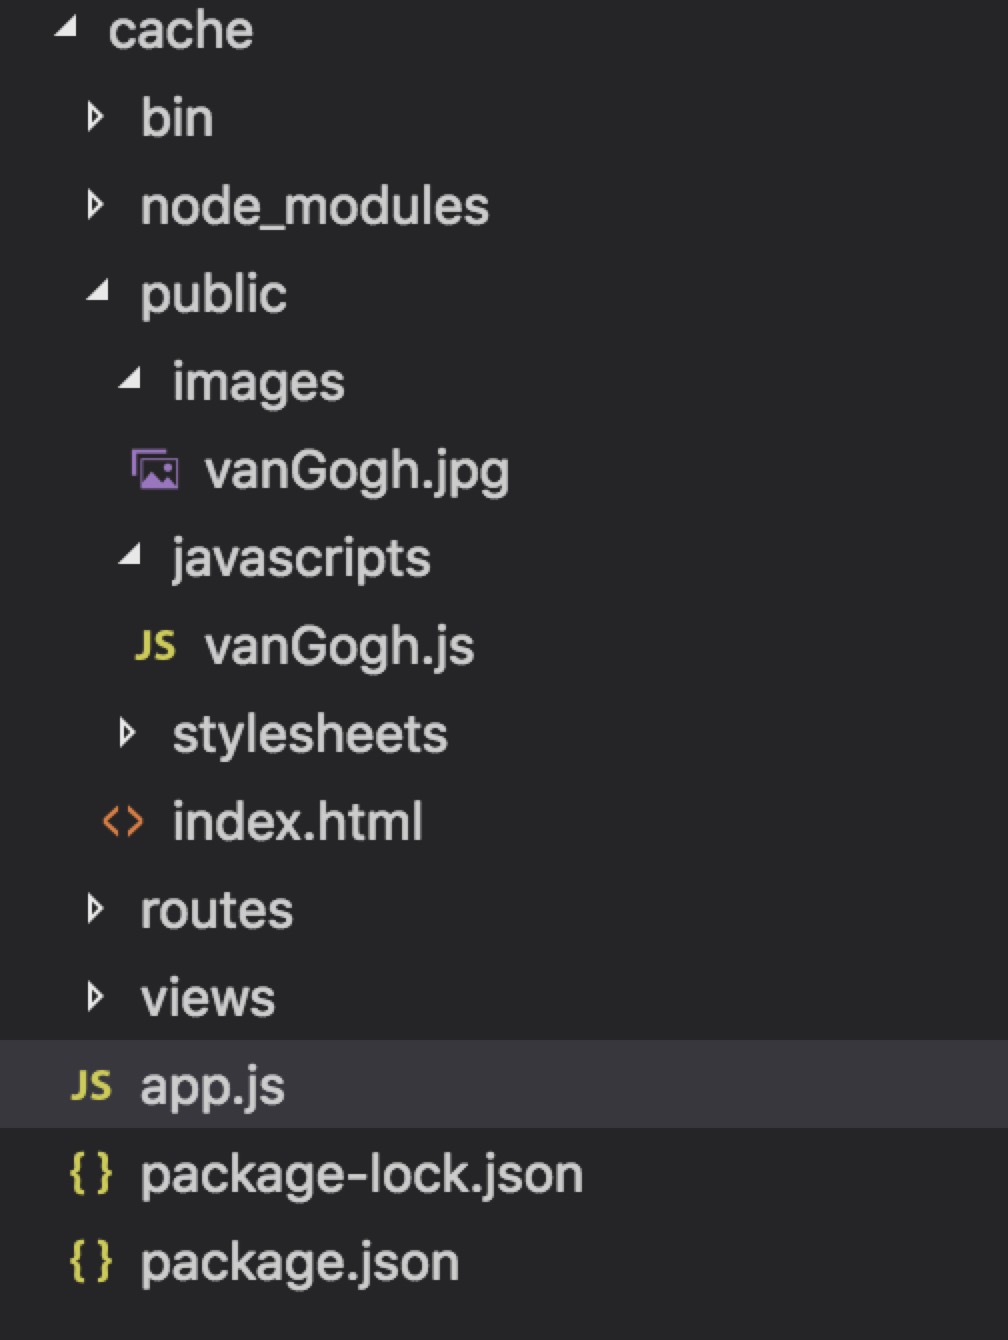 cache
bin
node_modules
public
images
vanGogh.jpg
javascripts
JS vanGogh.js
stylesheets
<> index.html
routes
views
JS app.js
{} package-lock.json
{} package.json